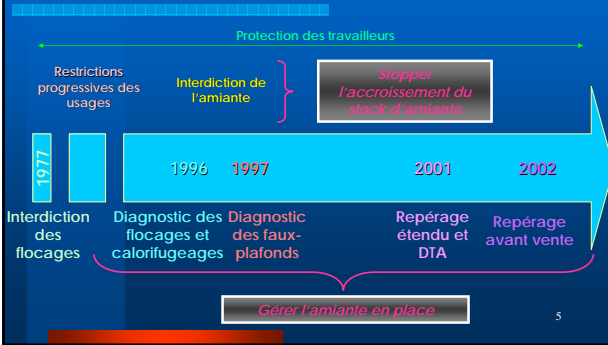 Protection des travailleurs
Restrictions
progressives des
usages
Interdiction de
l'amiante
Stopper
l'accroissement du
stock d'amiante
1977
1996
1997
2001
2002
Interdiction
des
flocages
Diagnostic des
flocages et
calorifugeages
Diagnostic
des faux-
plafonds
Repérage
étendu et
DTA
Repérage
avant vente
Gérer l'amiante en place
5